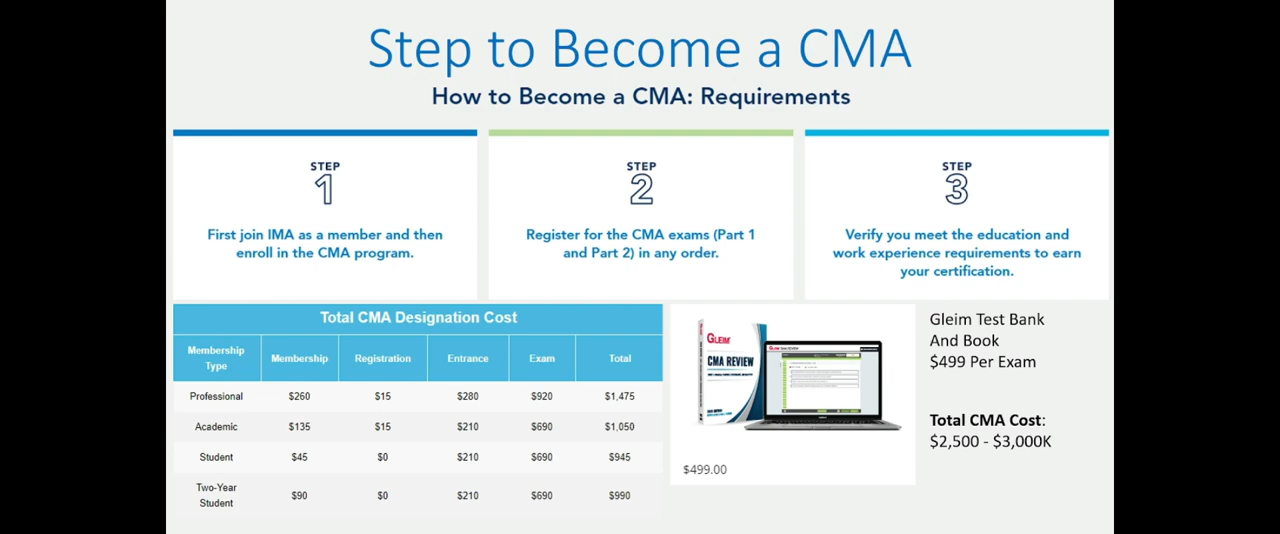 Step to Become a CMA
How to Become a CMA: Requirements
STEP
1
First join IMA as a member and then
enroll in the CMA program.
STEP
2
Register for the CMA exams (Part 1
and Part 2) in any order.
STEP
3
Verify you meet the education and
work experience requirements to earn
your certification.
Total CMA Designation Cost
Membership Type Membership Registration Entrance Exam Total
Professional $260 $15 $280 $920 $1,475
Academic $135 $15 $210 $690 $1,050
Student $45 $0 $210 $690 $945
Two-Year Student $90 $0 $210 $690 $990
GLEIM
CMA REVIEW
$499.00
Gleim Test Bank
And Book
$499 Per Exam
Total CMA Cost:
$2,500 - $3,000K